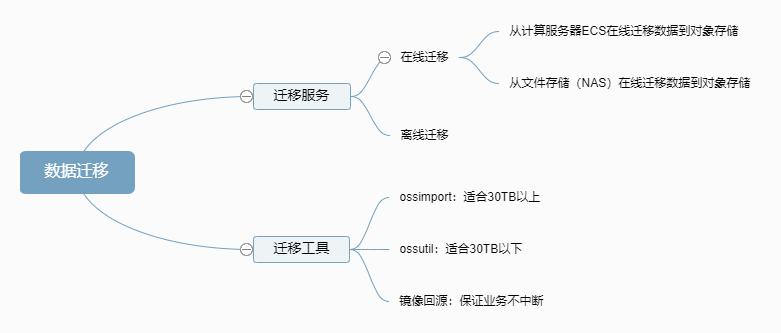 数据迁移
迁移服务
在线迁移
从计算服务器ECS在线迁移数据到对象存储
从文件存储（NAS）在线迁移数据到对象存储
离线迁移
迁移工具
ossimport：适合30TB以上
ossutil：适合30TB以下
镜像回源：保证业务不中断